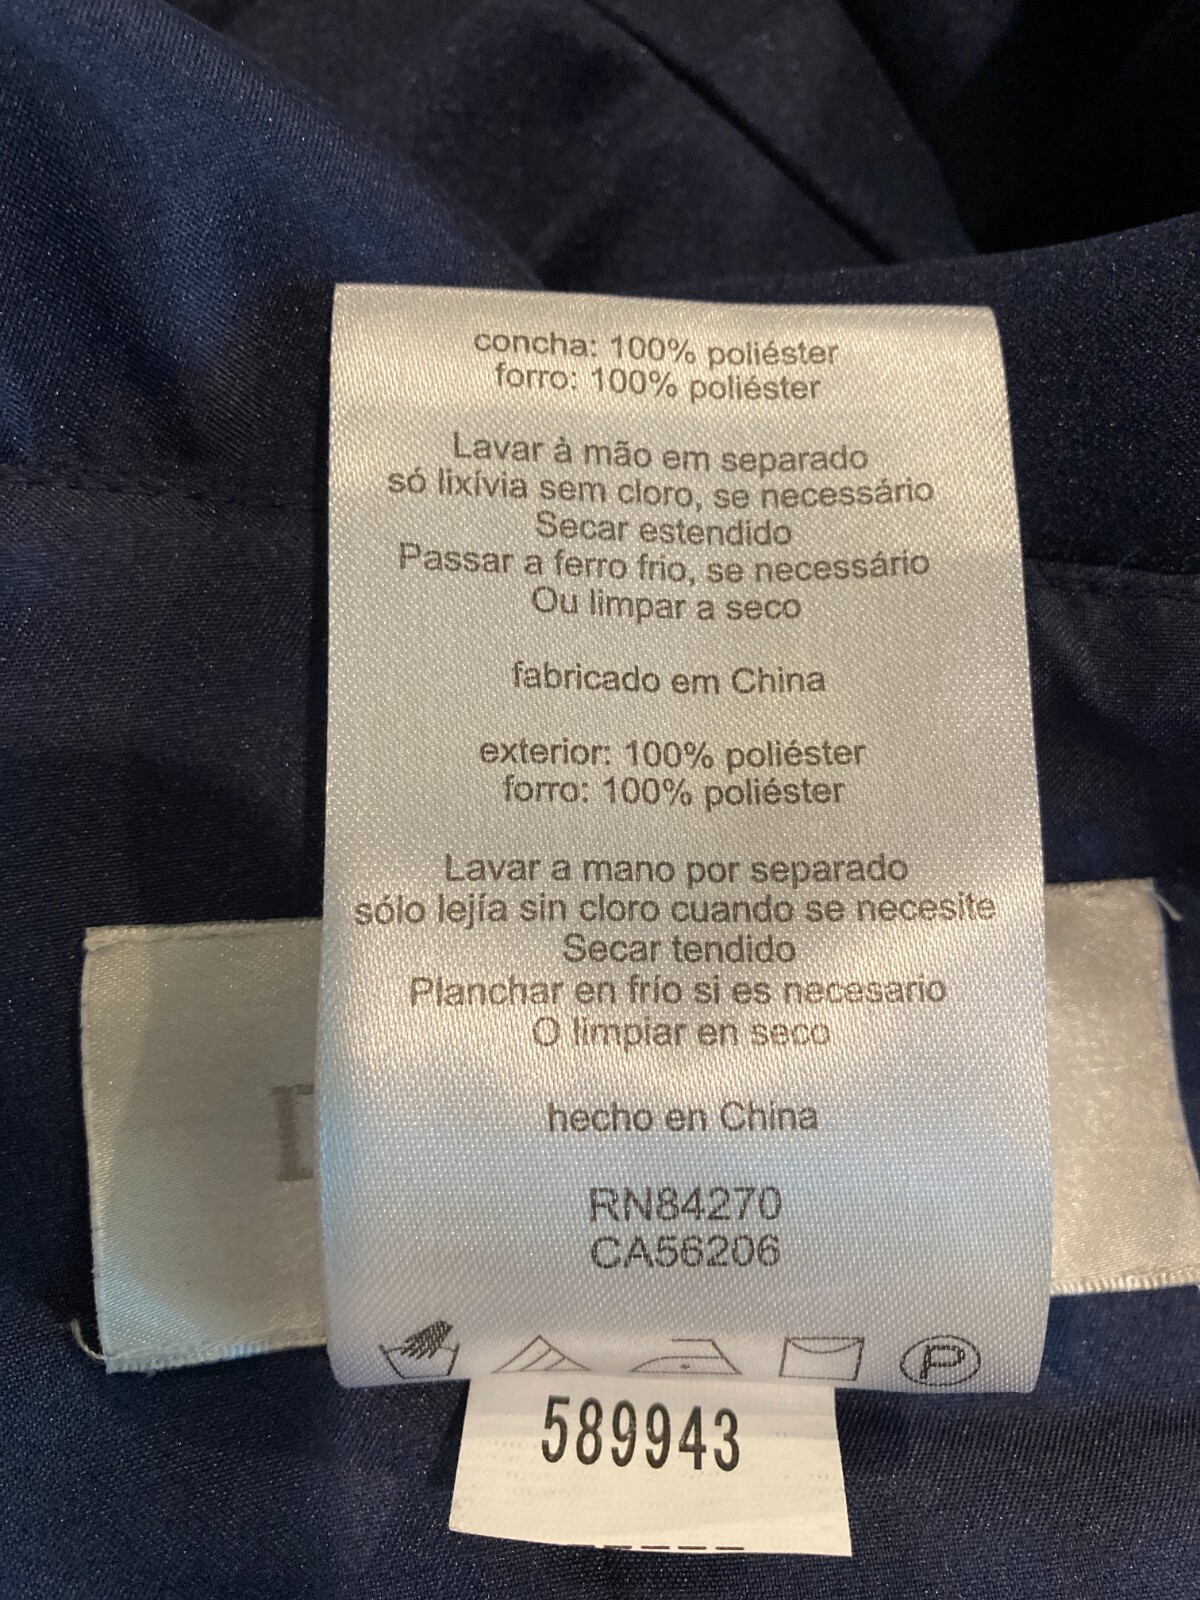 concha: 100% poliéster
forro: 100% poliéster
Lavar à mão em separado
só lixívia sem cloro, se necessário
Secar estendido
Passar a ferro frio, se necessário
Ou limpar a seco
fabricado em China
exterior: 100% poliéster
forro: 100% poliéster
Lavar a mano por separado
sólo lejía sin cloro cuando se necesite
Secar tendido
Planchar en frío si es necesario
O limpiar en seco
hecho en China
RN84270
CA56206
P
589943